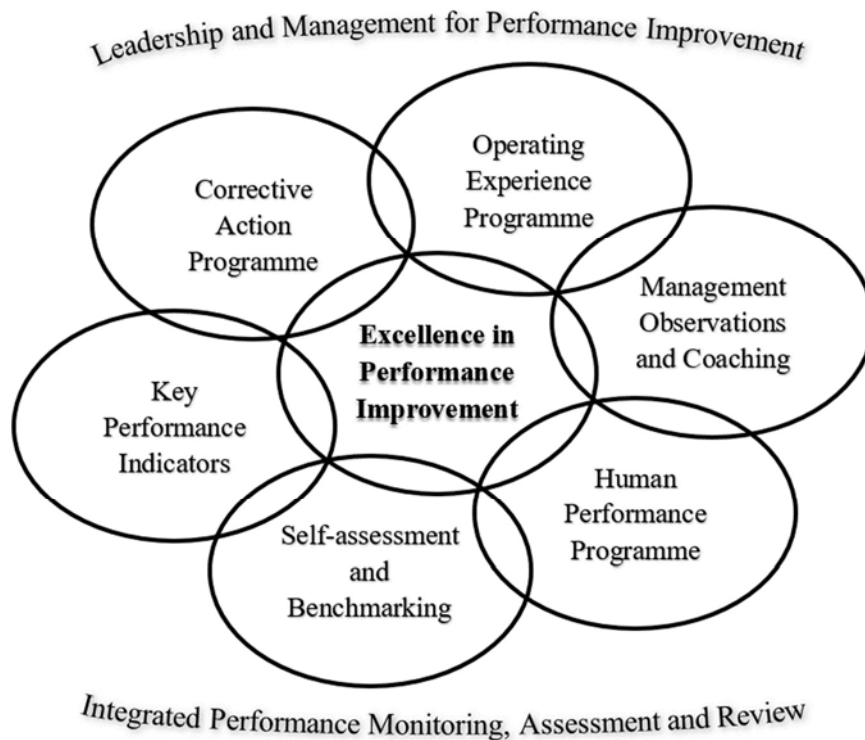 Leadership and Management for Performance Improvement
Operating
Experience
Programme
Corrective
Action
Programme
Management
Observations
and Coaching
Excellence in
Performance
Improvement
Key
Performance
Indicators
Human
Performance
Programme
Self-assessment
and
Benchmarking
Integrated Performance Monitoring, Assessment and Review